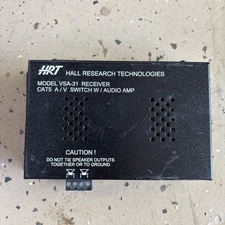 HRT
HALL RESEARCH TECHNOLOGIES
MODEL VSA-31 RECEIVER
CAT5 A/V SWITCH W/AUDIO AMP
CAUTION !
DO NOT TIE SPEAKER OUTPUTS
TOGETHER OR TO GROUND